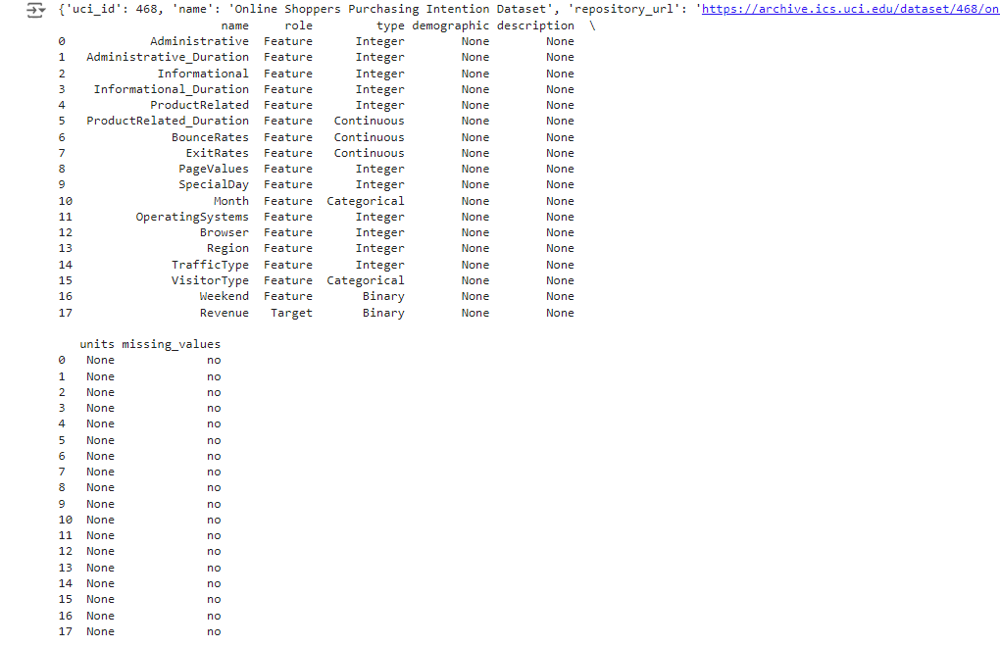 {'uci_id': 468, 'name': 'Online Shoppers Purchasing Intention Dataset', 'repository_url': 'https://archive.ics.uci.edu/dataset/468/on
name role type demographic description \
0 Administrative Feature Integer None None
1 Administrative_Duration Feature Integer None None
2 Informational Feature Integer None None
3 Informational_Duration Feature Integer None None
4 ProductRelated Feature Integer None None
5 ProductRelated_Duration Feature Continuous None None
6 BounceRates Feature Continuous None None
7 ExitRates Feature Continuous None None
8 PageValues Feature Integer None None
9 SpecialDay Feature Integer None None
10 Month Feature Categorical None None
11 OperatingSystems Feature Integer None None
12 Browser Feature Integer None None
13 Region Feature Integer None None
14 TrafficType Feature Integer None None
15 VisitorType Feature Categorical None None
16 Weekend Feature Binary None None
17 Revenue Target Binary None None
units missing_values
0 None no
1 None no
2 None no
3 None no
4 None no
5 None no
6 None no
7 None no
8 None no
9 None no
10 None no
11 None no
12 None no
13 None no
14 None no
15 None no
16 None no
17 None no